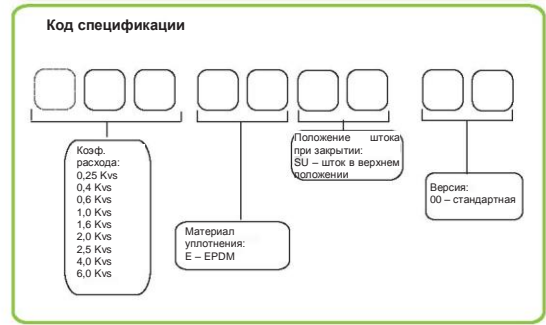 Код спецификации
Коэф.
расхода:
0,25 Kvs
0,4 Kvs
0,6 Kvs
1,0 Kvs
1,6 Kvs
2,0 Kvs
2,5 Kvs
4,0 Kvs
6,0 Kvs
Материал
уплотнения:
E – EPDM
Положение штока
при закрытии:
SU – шток в верхнем
положении
Версия:
00 – стандартная